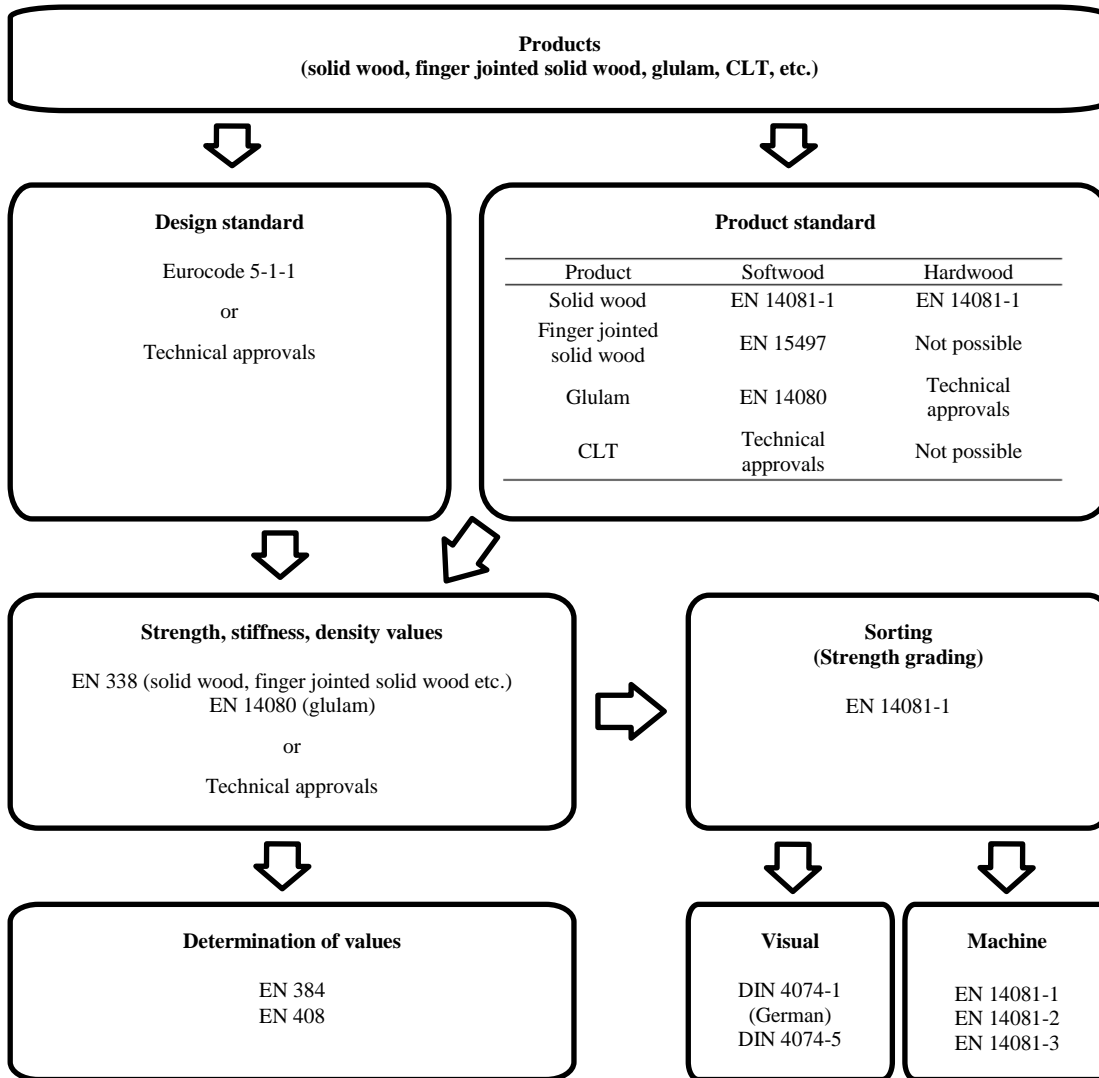 Products
(solid wood, finger jointed solid wood, glulam, CLT, etc.)
Design standard
Eurocode 5-1-1
or
Technical approvals
Product standard
Product Softwood Hardwood
Solid wood EN 14081-1 EN 14081-1
Finger jointed
solid wood EN 15497 Not possible
Glulam EN 14080 Technical
approvals
CLT Technical
approvals Not possible
Strength, stiffness, density values
EN 338 (solid wood, finger jointed solid wood etc.)
EN 14080 (glulam)
or
Technical approvals
Sorting
(Strength grading)
EN 14081-1
Determination of values
EN 384
EN 408
Visual
DIN 4074-1
(German)
DIN 4074-5
Machine
EN 14081-1
EN 14081-2
EN 14081-3